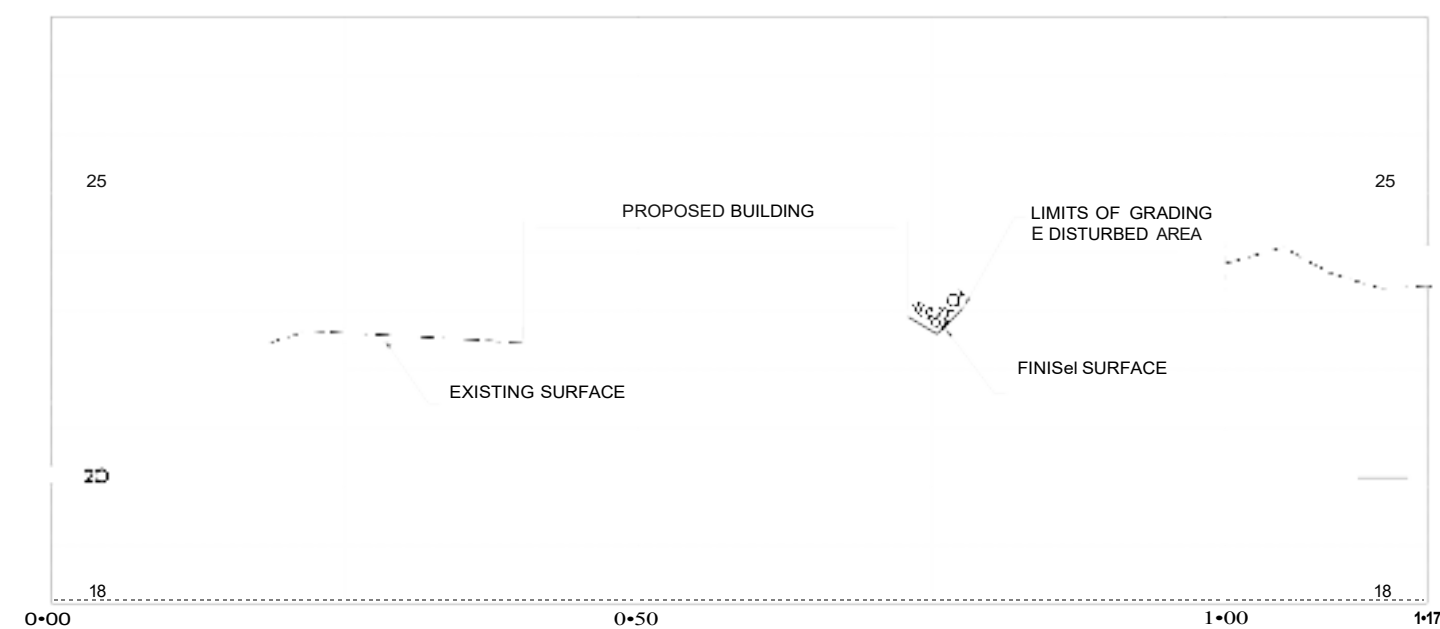 25
25
PROPOSED BUILDING
LIMITS OF GRADING
E DISTURBED AREA
FINISel SURFACE
EXISTING SURFACE
18
18
0•00
0•50
1•00
1•17